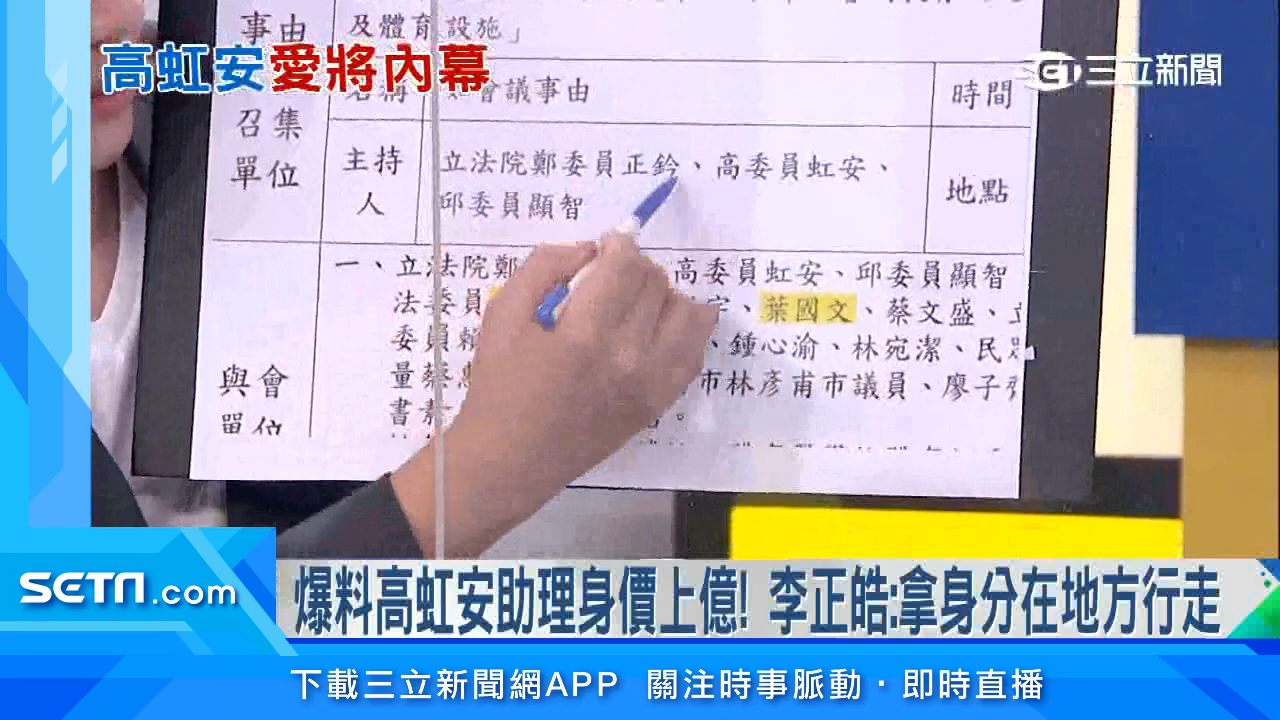 事由
及體育設施」
高虹安愛將內幕
三立新聞
召集單位
會議事由
時間
主持人
立法院鄭委員正鈐、高委員虹安、
邱委員顯智
地點
與會單位
一、立法院鄭
高委員虹安、邱委員顯智
法委員
、葉國文、蔡文盛、立
委員賴
、鍾心渝、林宛潔、民眾
量蔡惠
市林彥甫市議員、廖子齊
書素
。
SETN.com
爆料高虹安助理身價上億! 李正皓:拿身分在地方行走
下載三立新聞網APP 關注時事脈動・即時直播